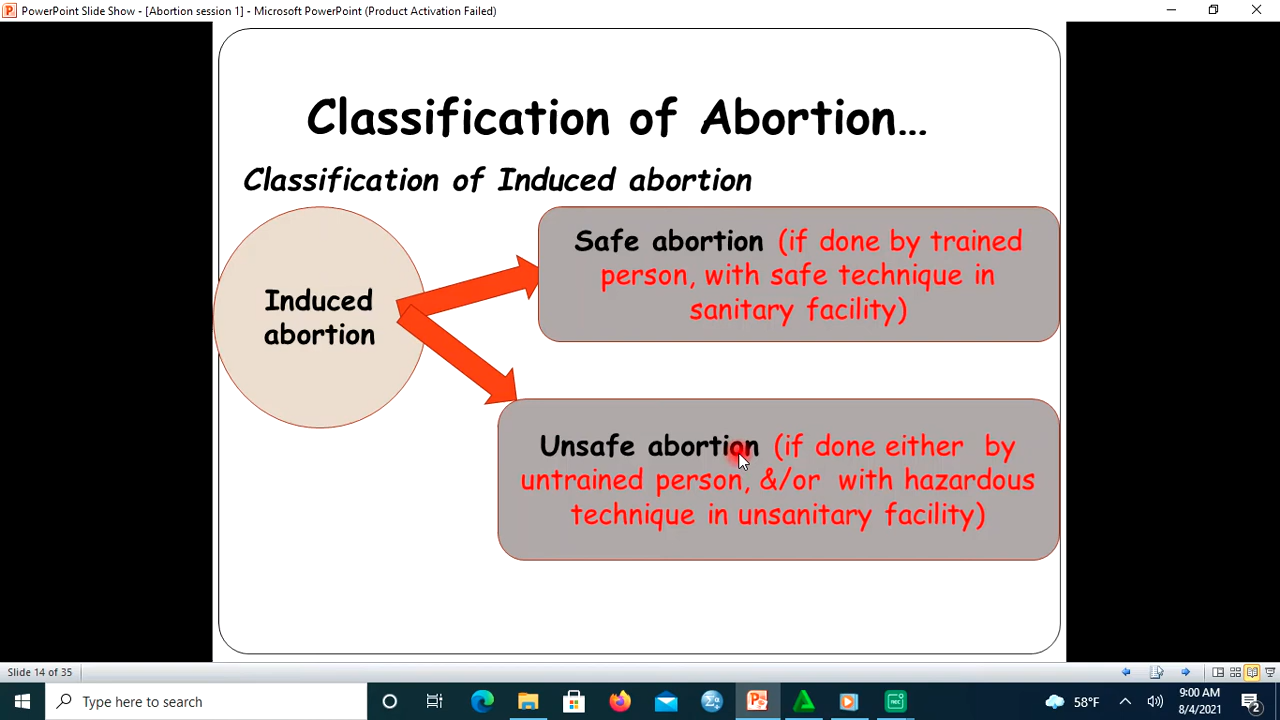 PowerPoint Slide Show - [Abortion session 1] - Microsoft PowerPoint (Product Activation Failed)
Classification of Abortion...
Classification of Induced abortion
Induced
abortion
Safe abortion (if done by trained
person, with safe technique in
sanitary facility)
Unsafe abortion (if done either by
untrained person, &/or with hazardous
technique in unsanitary facility)
Slide 14 of 35
Type here to search
58°F
9:00 AM
8/4/2021
2